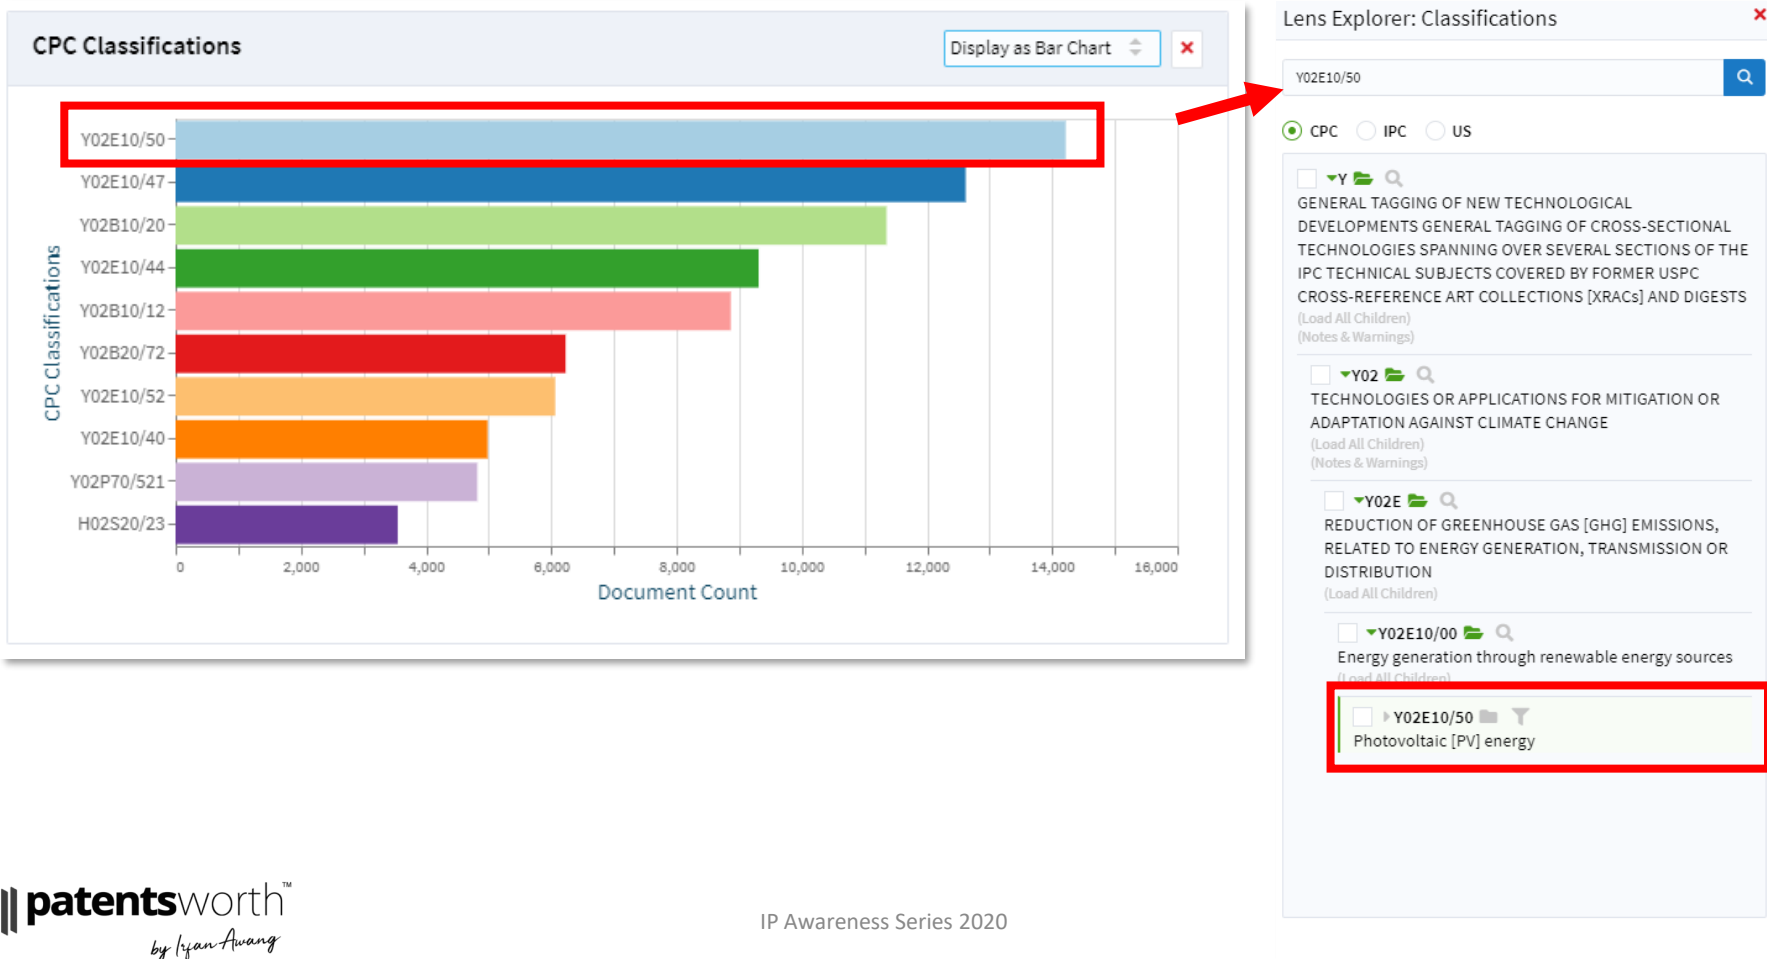 CPC Classifications
Display as Bar Chart
CPC Classifications
Y02E10/50
Y02E10/47
Y02B10/20
Y02E10/44
Y02B10/12
Y02B20/72
Y02E10/52
Y02E10/40
Y02P70/521
H02S20/23
0 2,000 4,000 6,000 8,000 10,000 12,000 14,000 16,000
Document Count
Lens Explorer: Classifications
Y02E10/50
CPC IPC US
Y
GENERAL TAGGING OF NEW TECHNOLOGICAL
DEVELOPMENTS GENERAL TAGGING OF CROSS-SECTIONAL
TECHNOLOGIES SPANNING OVER SEVERAL SECTIONS OF THE
IPC TECHNICAL SUBJECTS COVERED BY FORMER USPC
CROSS-REFERENCE ART COLLECTIONS [XRACs] AND DIGESTS
(Load All Children)
(Notes & Warnings)
Y02
TECHNOLOGIES OR APPLICATIONS FOR MITIGATION OR
ADAPTATION AGAINST CLIMATE CHANGE
(Load All Children)
(Notes & Warnings)
Y02E
REDUCTION OF GREENHOUSE GAS [GHG] EMISSIONS,
RELATED TO ENERGY GENERATION, TRANSMISSION OR
DISTRIBUTION
(Load All Children)
Y02E10/00
Energy generation through renewable energy sources
(Load All Children)
Y02E10/50
Photovoltaic [PV] energy
patentsworth™
by Irfan Awang
IP Awareness Series 2020